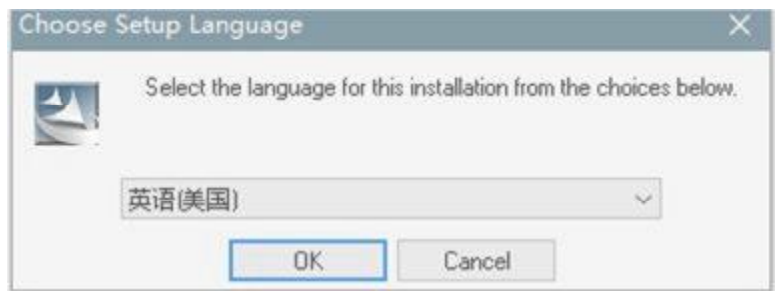 Choose Setup Language
Select the language for this installation from the choices below.
英语(美国)
OK
Cancel